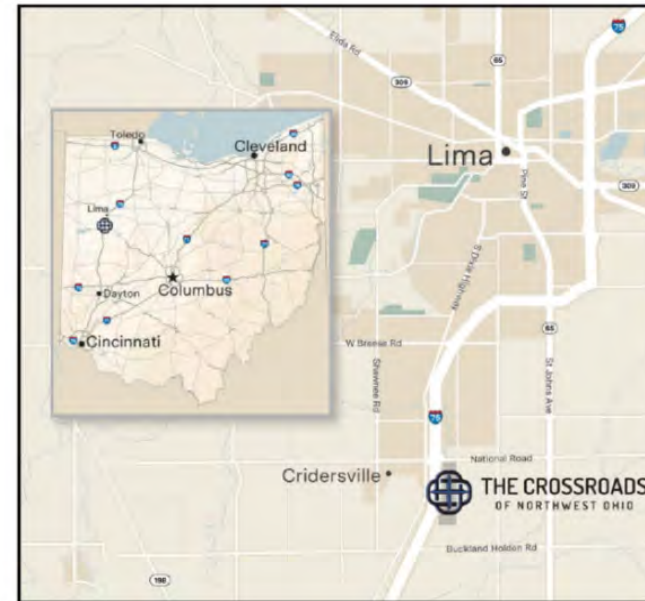 75
Elida Rd
65
309
Lima
Pine St
309
S Dixie Highway
65
W Breese Rd
Shawnee Rd
St Johns Ave
75
National Road
Cridersville
THE CROSSROADS
OF NORTHWEST OHIO
Buckland Holden Rd
198
Toledo
Cleveland
Lima
Columbus
Dayton
Cincinnati